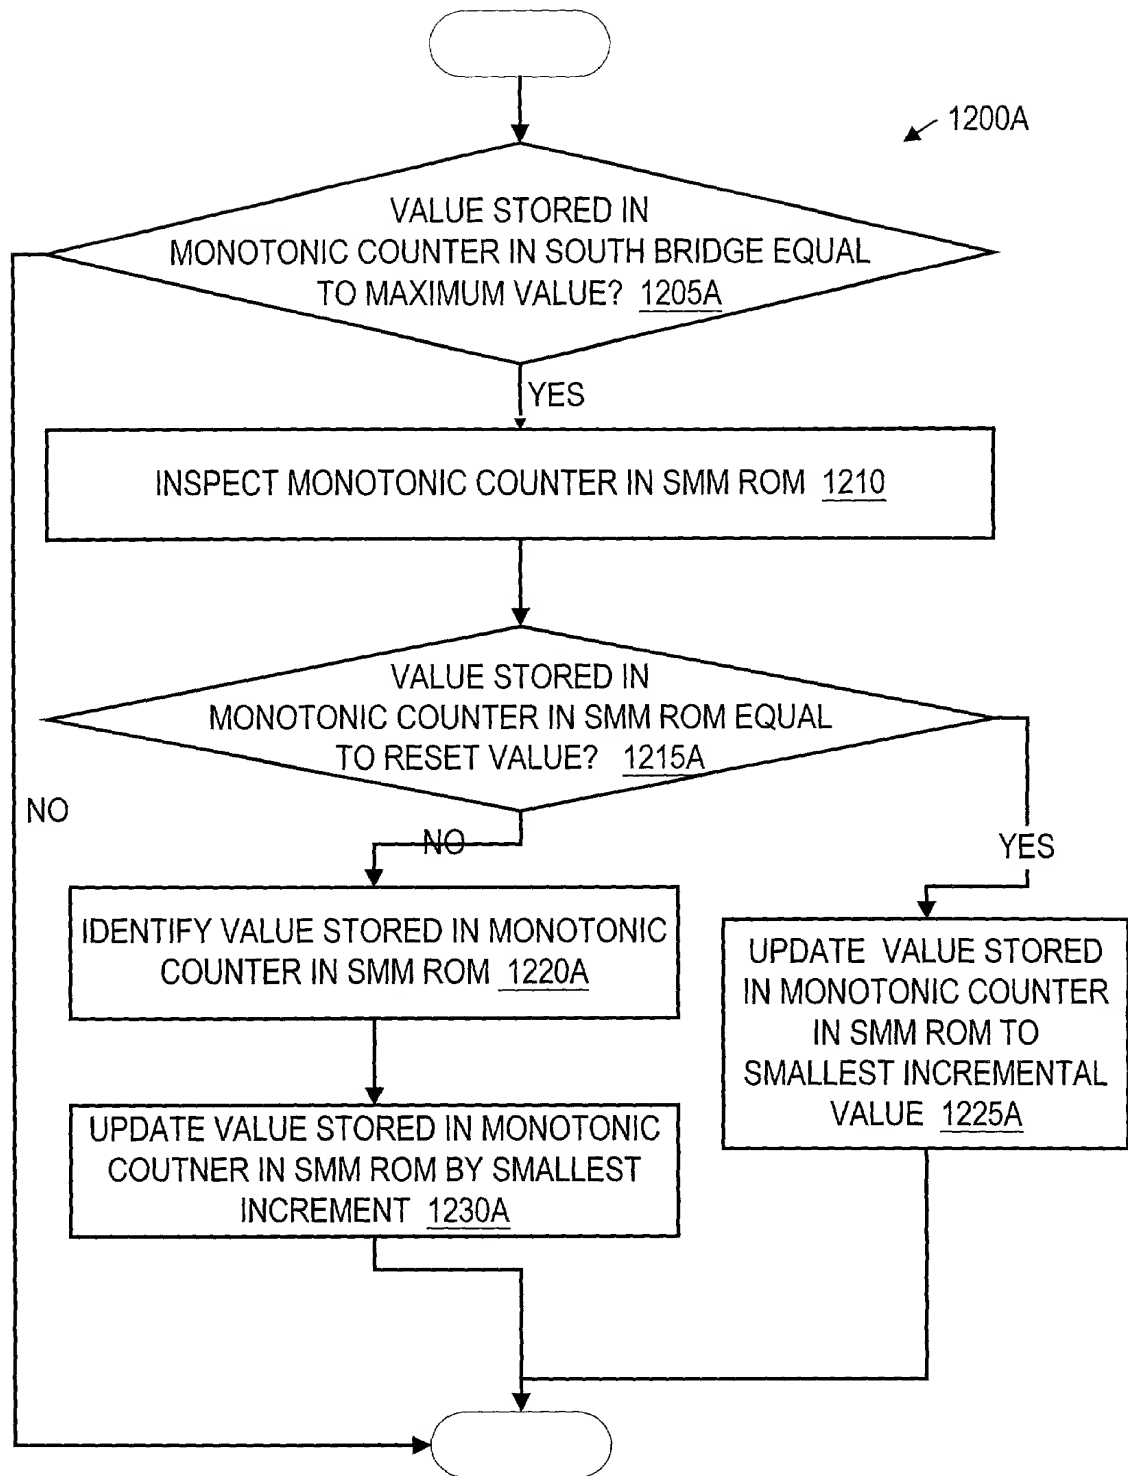 1200A
VALUE STORED IN
MONOTONIC COUNTER IN SOUTH BRIDGE EQUAL
TO MAXIMUM VALUE? 1205A
YES
INSPECT MONOTONIC COUNTER IN SMM ROM 1210
VALUE STORED IN
MONOTONIC COUNTER IN SMM ROM EQUAL
TO RESET VALUE? 1215A
NO
NO
YES
IDENTIFY VALUE STORED IN MONOTONIC
COUNTER IN SMM ROM 1220A
UPDATE VALUE STORED
IN MONOTONIC COUNTER
IN SMM ROM TO
SMALLEST INCREMENTAL
VALUE 1225A
UPDATE VALUE STORED IN MONOTONIC
COUTNER IN SMM ROM BY SMALLEST
INCREMENT 1230A